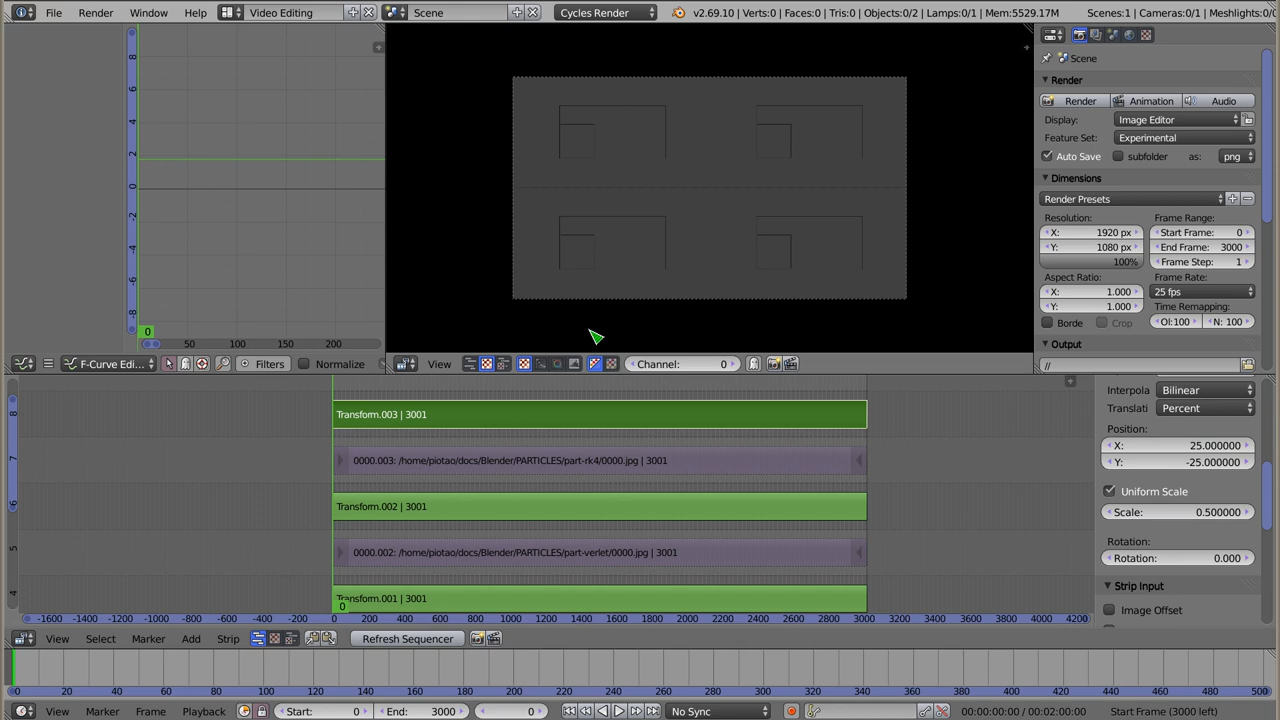 File Render Window Help Video Editing Scene Cycles Render v2.69.10 | Verts:0 | Faces:0 | Tris:0 | Objects:0/2 | Lamps:0/1 | Mem:5529.17M Scenes:1 | Cameras:0/1 | Meshlights:0/
8
6
4
2
0
-2
-4
-6
-8
0
50 100 150 200
F-Curve Edi... Filters Normalize
View Channel: 0
Scene
Render
Render Animation Audio
Display: Image Editor
Feature Set: Experimental
Auto Save subfolder as: png
Dimensions
Render Presets
Resolution: Frame Range:
X: 1920 px Start Frame: 0
Y: 1080 px End Frame: 3000
100% Frame Step: 1
Aspect Ratio: Frame Rate:
X: 1.000 25 fps
Y: 1.000 Time Remapping:
Borde Crop Ol:100 N: 100
Output
//
8
7
6
5
4
Transform.003 | 3001
0000.003: /home/piotao/docs/Blender/PARTICLES/part-rk4/0000.jpg | 3001
Transform.002 | 3001
0000.002: /home/piotao/docs/Blender/PARTICLES/part-verlet/0000.jpg | 3001
Transform.001 | 3001
0
-1600 -1400 -1200 -1000 -800 -600 -400 -200 0 200 400 600 800 1000 1200 1400 1600 1800 2000 2200 2400 2600 2800 3000 3200 3400 3600 3800 4000 4200
Interpola Bilinear
Translati Percent
Position:
X: 25.000000
Y: -25.000000
Uniform Scale
Scale: 0.500000
Rotation:
Rotation: 0.000
Strip Input
Image Offset
View Select Marker Add Strip Refresh Sequencer
0 20 40 60 80 100 120 140 160 180 200 220 240 260 280 300 320 340 360 380 400 420 440 460 480 500
View Marker Frame Playback Start: 0 End: 3000 0 No Sync 00:00:00:00 / 00:02:00:00 Start Frame (3000 left)